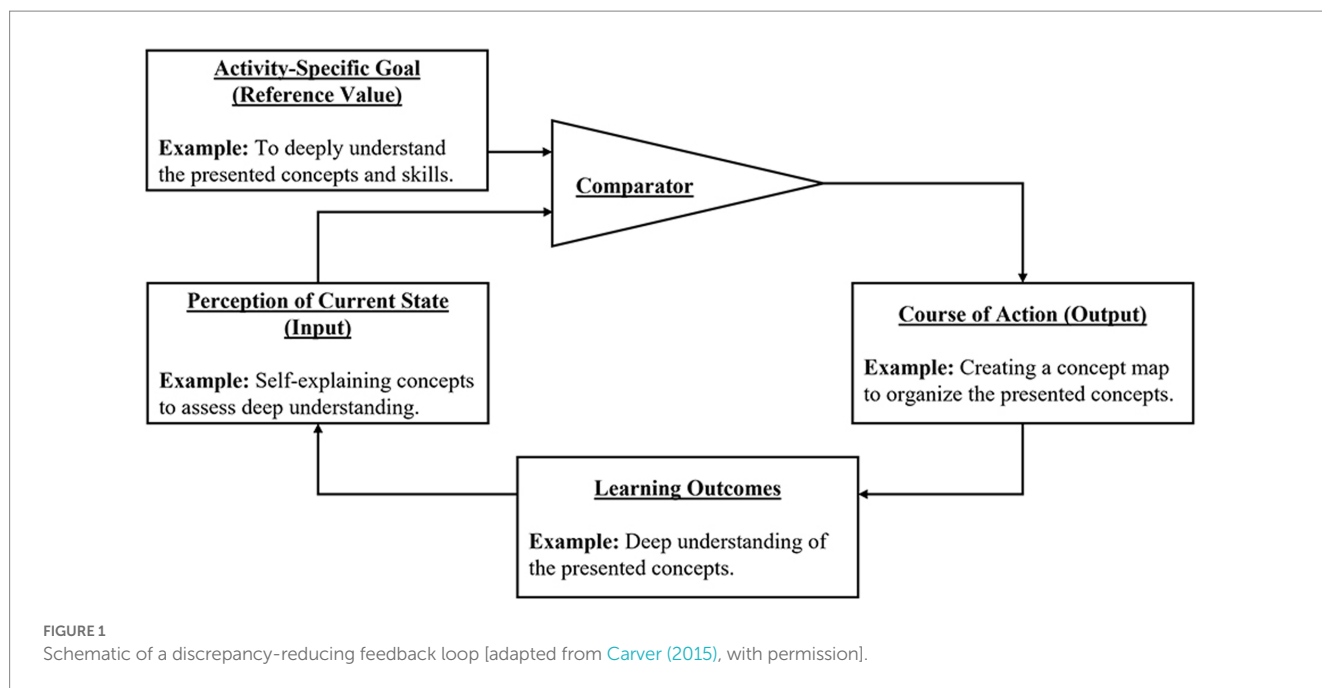 Activity-Specific Goal
(Reference Value)
Example: To deeply understand
the presented concepts and skills.
Comparator
Perception of Current State
(Input)
Example: Self-explaining concepts
to assess deep understanding.
Course of Action (Output)
Example: Creating a concept map
to organize the presented concepts.
Learning Outcomes
Example: Deep understanding of
the presented concepts.
FIGURE 1
Schematic of a discrepancy-reducing feedback loop [adapted from Carver (2015), with permission].